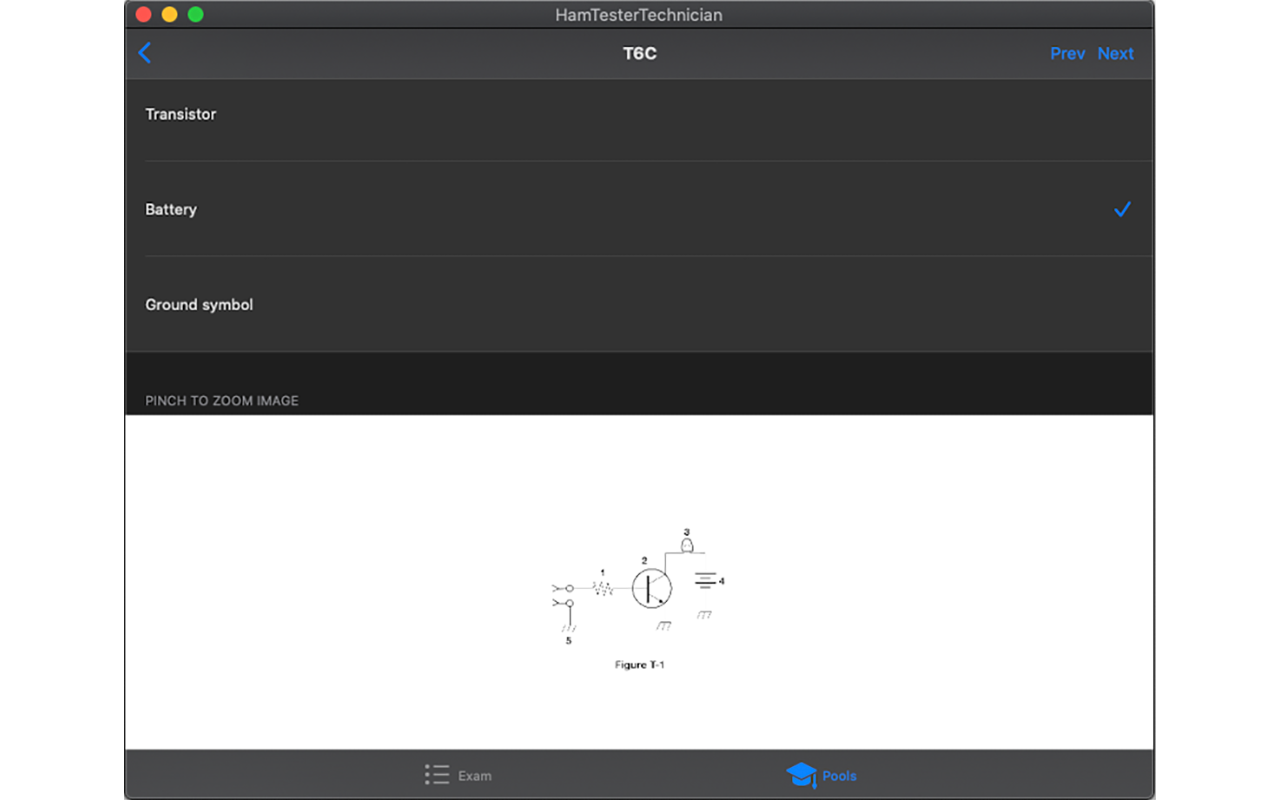 HamTesterTechnician
T6C
Prev Next
Transistor
Battery
Ground symbol
PINCH TO ZOOM IMAGE
3
2
1
4
5
Figure T-1
Exam
Pools